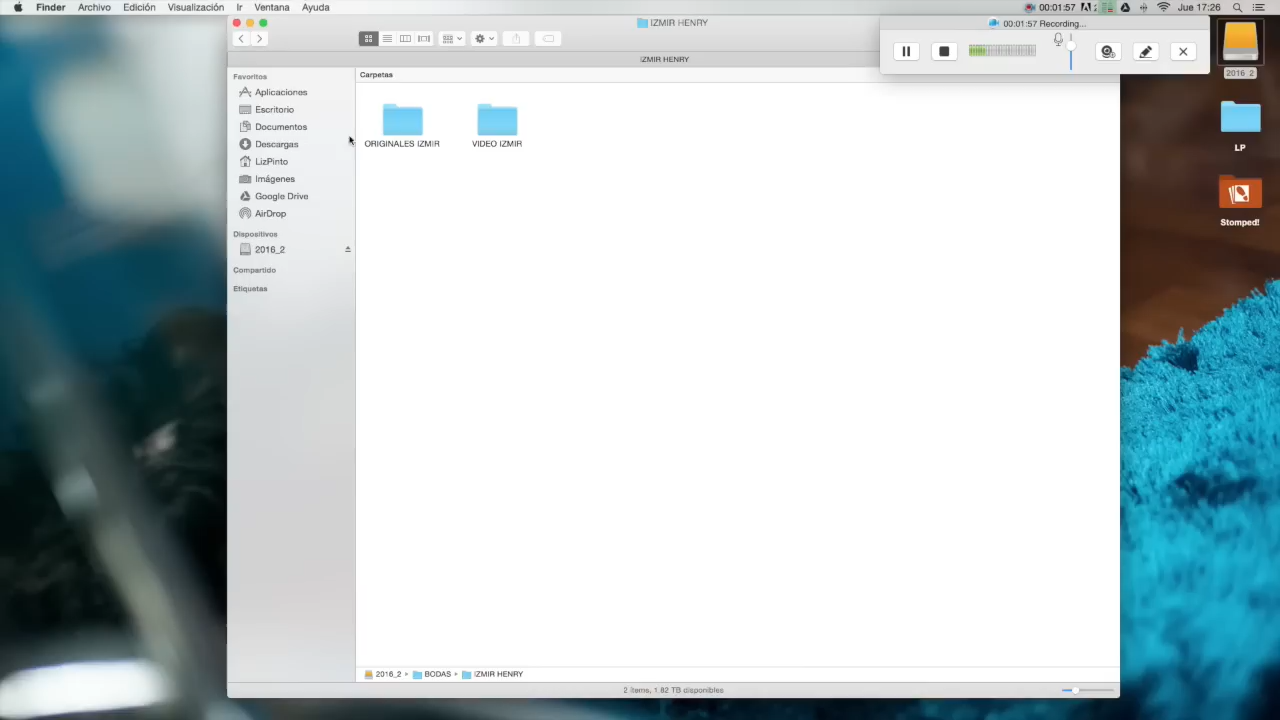 Finder Archivo Edición Visualización Ir Ventana Ayuda
00:01:57
Jue 17:26
IZMIR HENRY
00:01:57 Recording...
IZMIR HENRY
Favoritos
Aplicaciones
Escritorio
Documentos
Descargas
LizPinto
Imágenes
Google Drive
AirDrop
Dispositivos
2016_2
Compartido
Etiquetas
Carpetas
ORIGINALES IZMIR
VIDEO IZMIR
2016_2
LP
Stomped!
2016_2 BODAS IZMIR HENRY
2 ítems, 1.82 TB disponibles